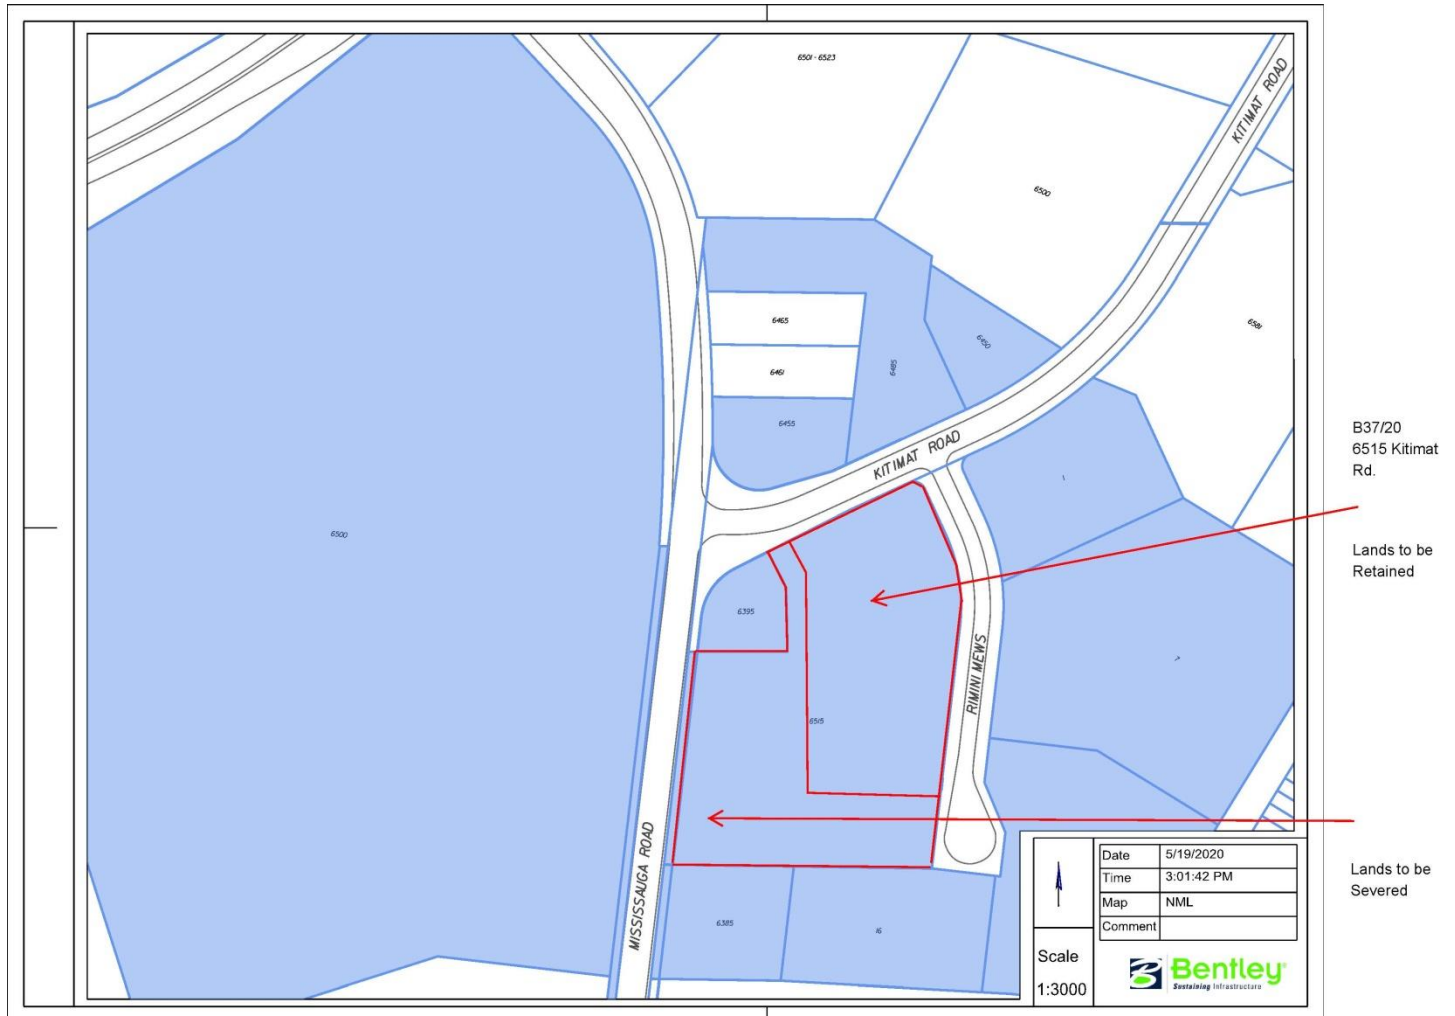 6501 - 6523
KITIMAT ROAD
6500
6581
6465
6461
6485
6450
6455
KITIMAT ROAD
1
6500
B37/20
6515 Kitimat
Rd.
Lands to be
Retained
6395
RIMINI MEWS
7
6515
MISSISSAUGA ROAD
6385
16
Lands to be
Severed
Date 5/19/2020
Time 3:01:42 PM
Map NML
Comment
Scale
1:3000
Bentley
Sustaining Infrastructure